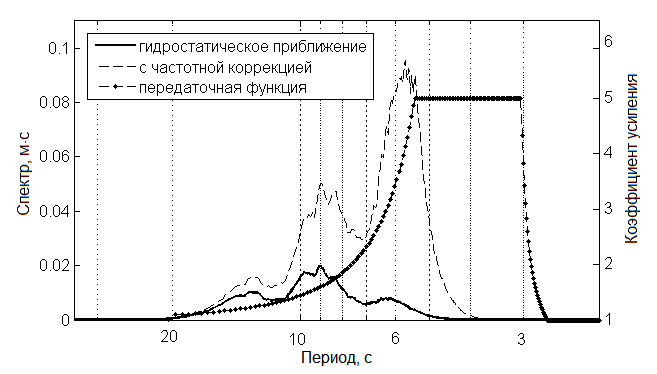 0.1
0.08
0.06
0.04
0.02
0
Спектр, м·с
гидростатическое приближение
с частотной коррекцией
передаточная функция
6
5
4
3
2
1
Коэффициент усипения
20
10
6
3
Период, с